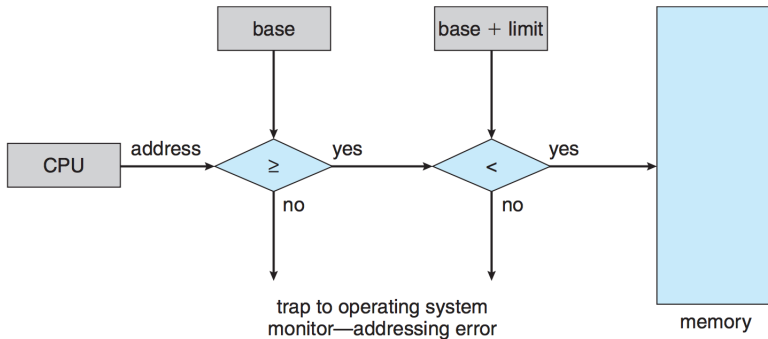 base
base + limit
CPU
address
≥
yes
<
yes
no
no
trap to operating system
monitor—addressing error
memory